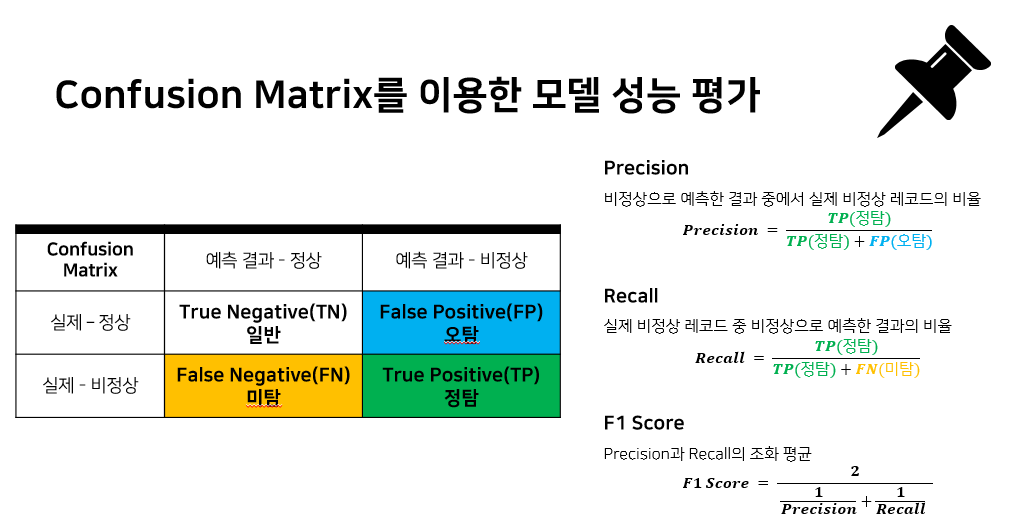 Confusion Matrix를 이용한 모델 성능 평가
Confusion
Matrix
예측 결과 - 정상
예측 결과 - 비정상
실제 – 정상
True Negative(TN)
일반
False Positive(FP)
오탐
실제 - 비정상
False Negative(FN)
미탐
True Positive(TP)
정탐
Precision
비정상으로 예측한 결과 중에서 실제 비정상 레코드의 비율
Precision = TP(정탐) / TP(정탐) + FP(오탐)
Recall
실제 비정상 레코드 중 비정상으로 예측한 결과의 비율
Recall = TP(정탐) / TP(정탐) + FN(미탐)
F1 Score
Precision과 Recall의 조화 평균
F1 Score = 2 / 1 / Precision + 1 / Recall